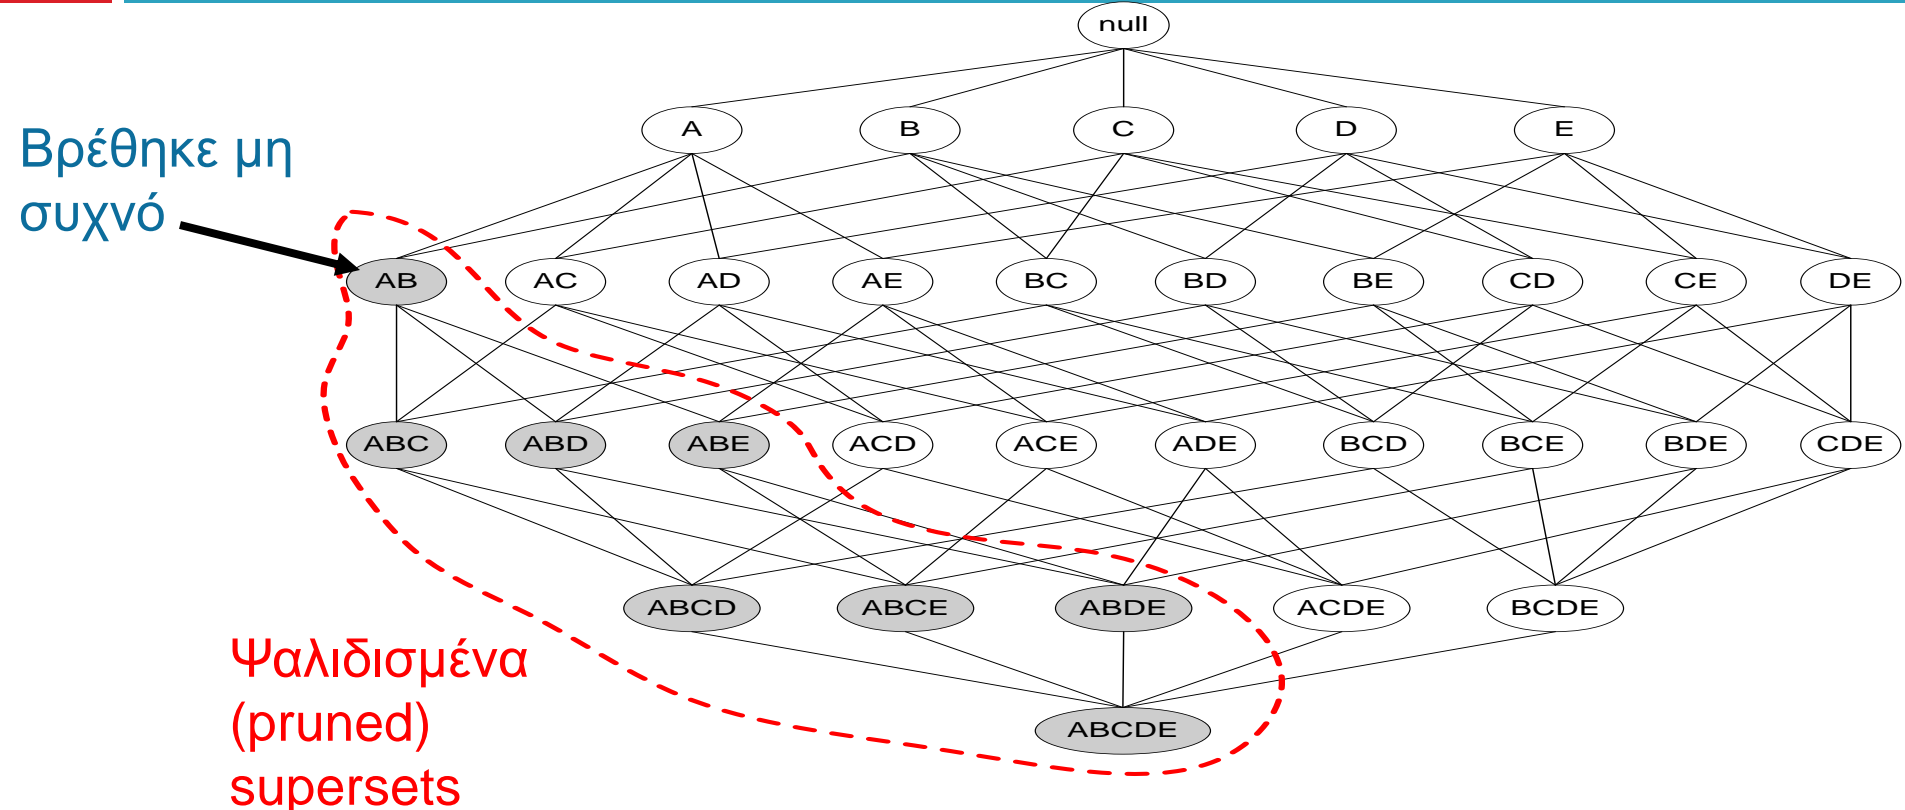 null
A B C D E
Βρέθηκε μη
συχνό
AB AC AD AE BC BD BE CD CE DE
ABC ABD ABE ACD ACE ADE BCD BCE BDE CDE
ABCD ABCE ABDE ACDE BCDE
Ψαλιδισμένα
(pruned)
supersets
ABCDE